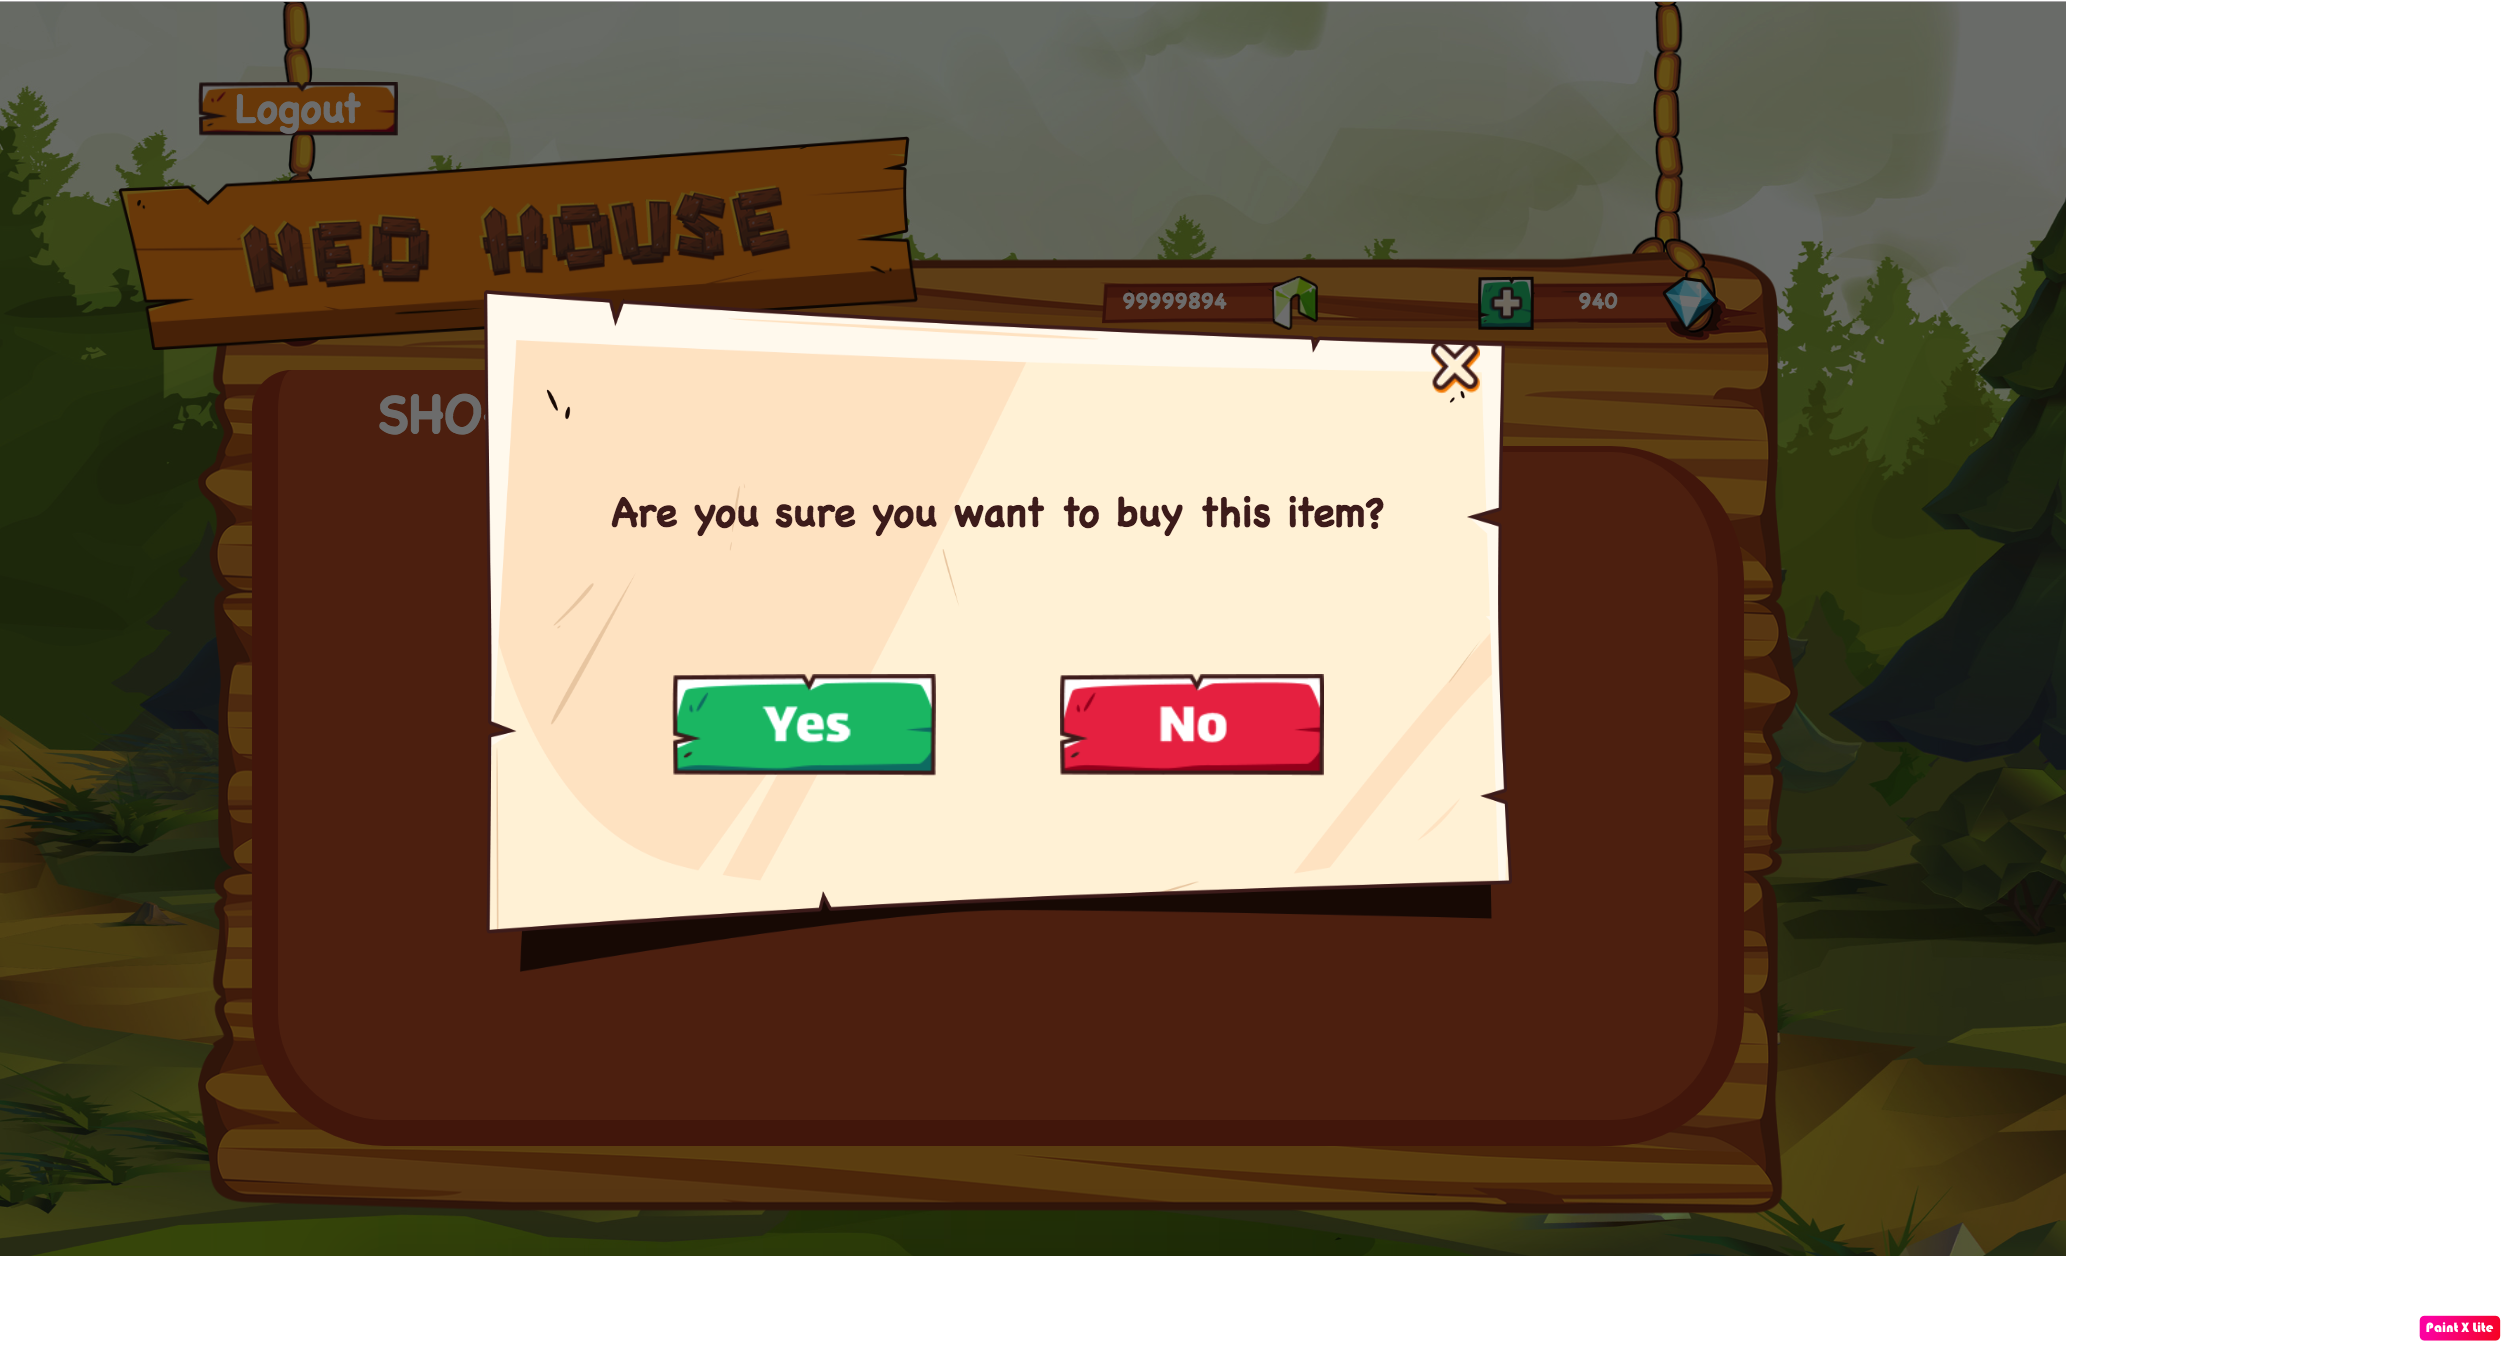 Logout
NEO HOUSE
99999894
940
SHO
Are you sure you want to buy this item?
Yes
No
Paint X Lite